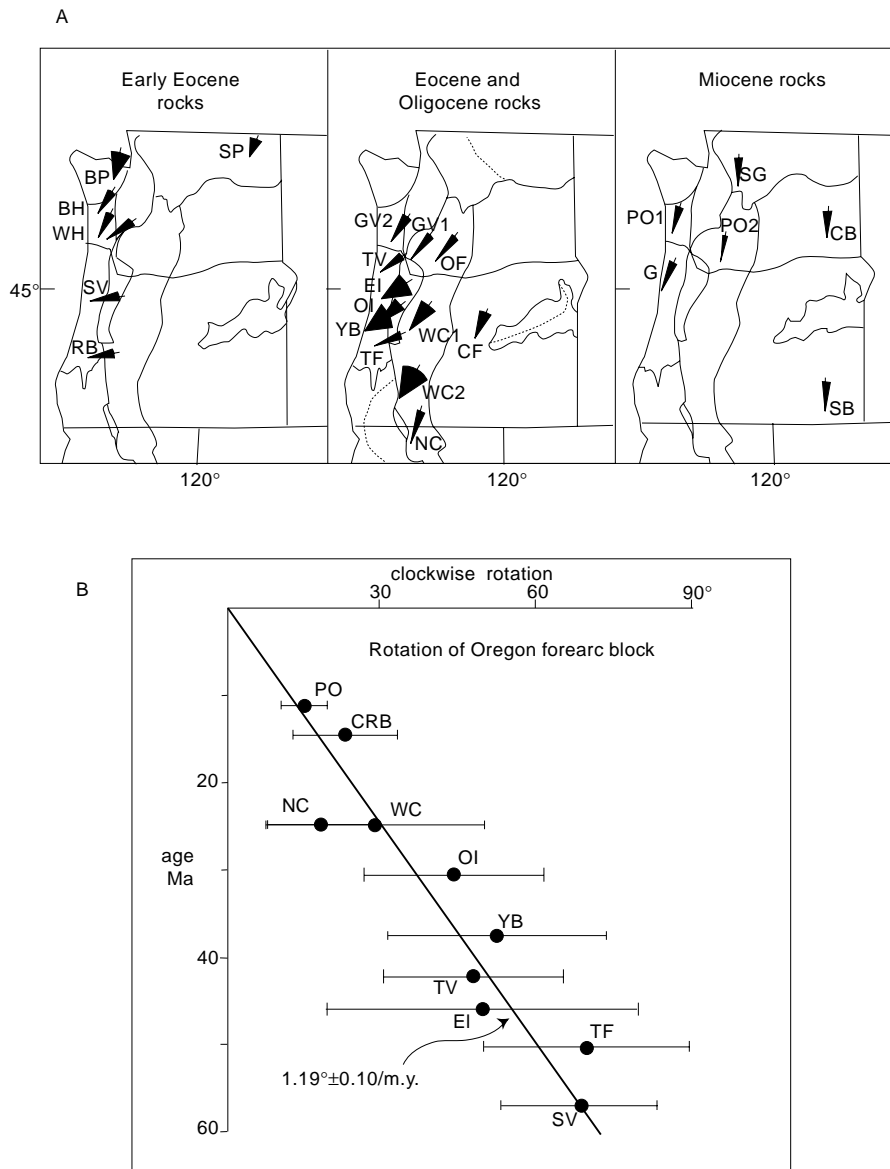 A
Early Eocene
rocks
Eocene and
Oligocene rocks
Miocene rocks
SP
BP
BH
WH
SV
RB
45°
GV2
GV1
TV
OF
EI
OI
YB
WC1
TF
CF
WC2
NC
SG
PO1
PO2
CB
G
SB
120°
120°
120°
B
clockwise rotation
30
60
90°
Rotation of Oregon forearc block
PO
CRB
20
NC
WC
age
Ma
OI
YB
40
TV
EI
TF
1.19°±0.10/m.y.
SV
60